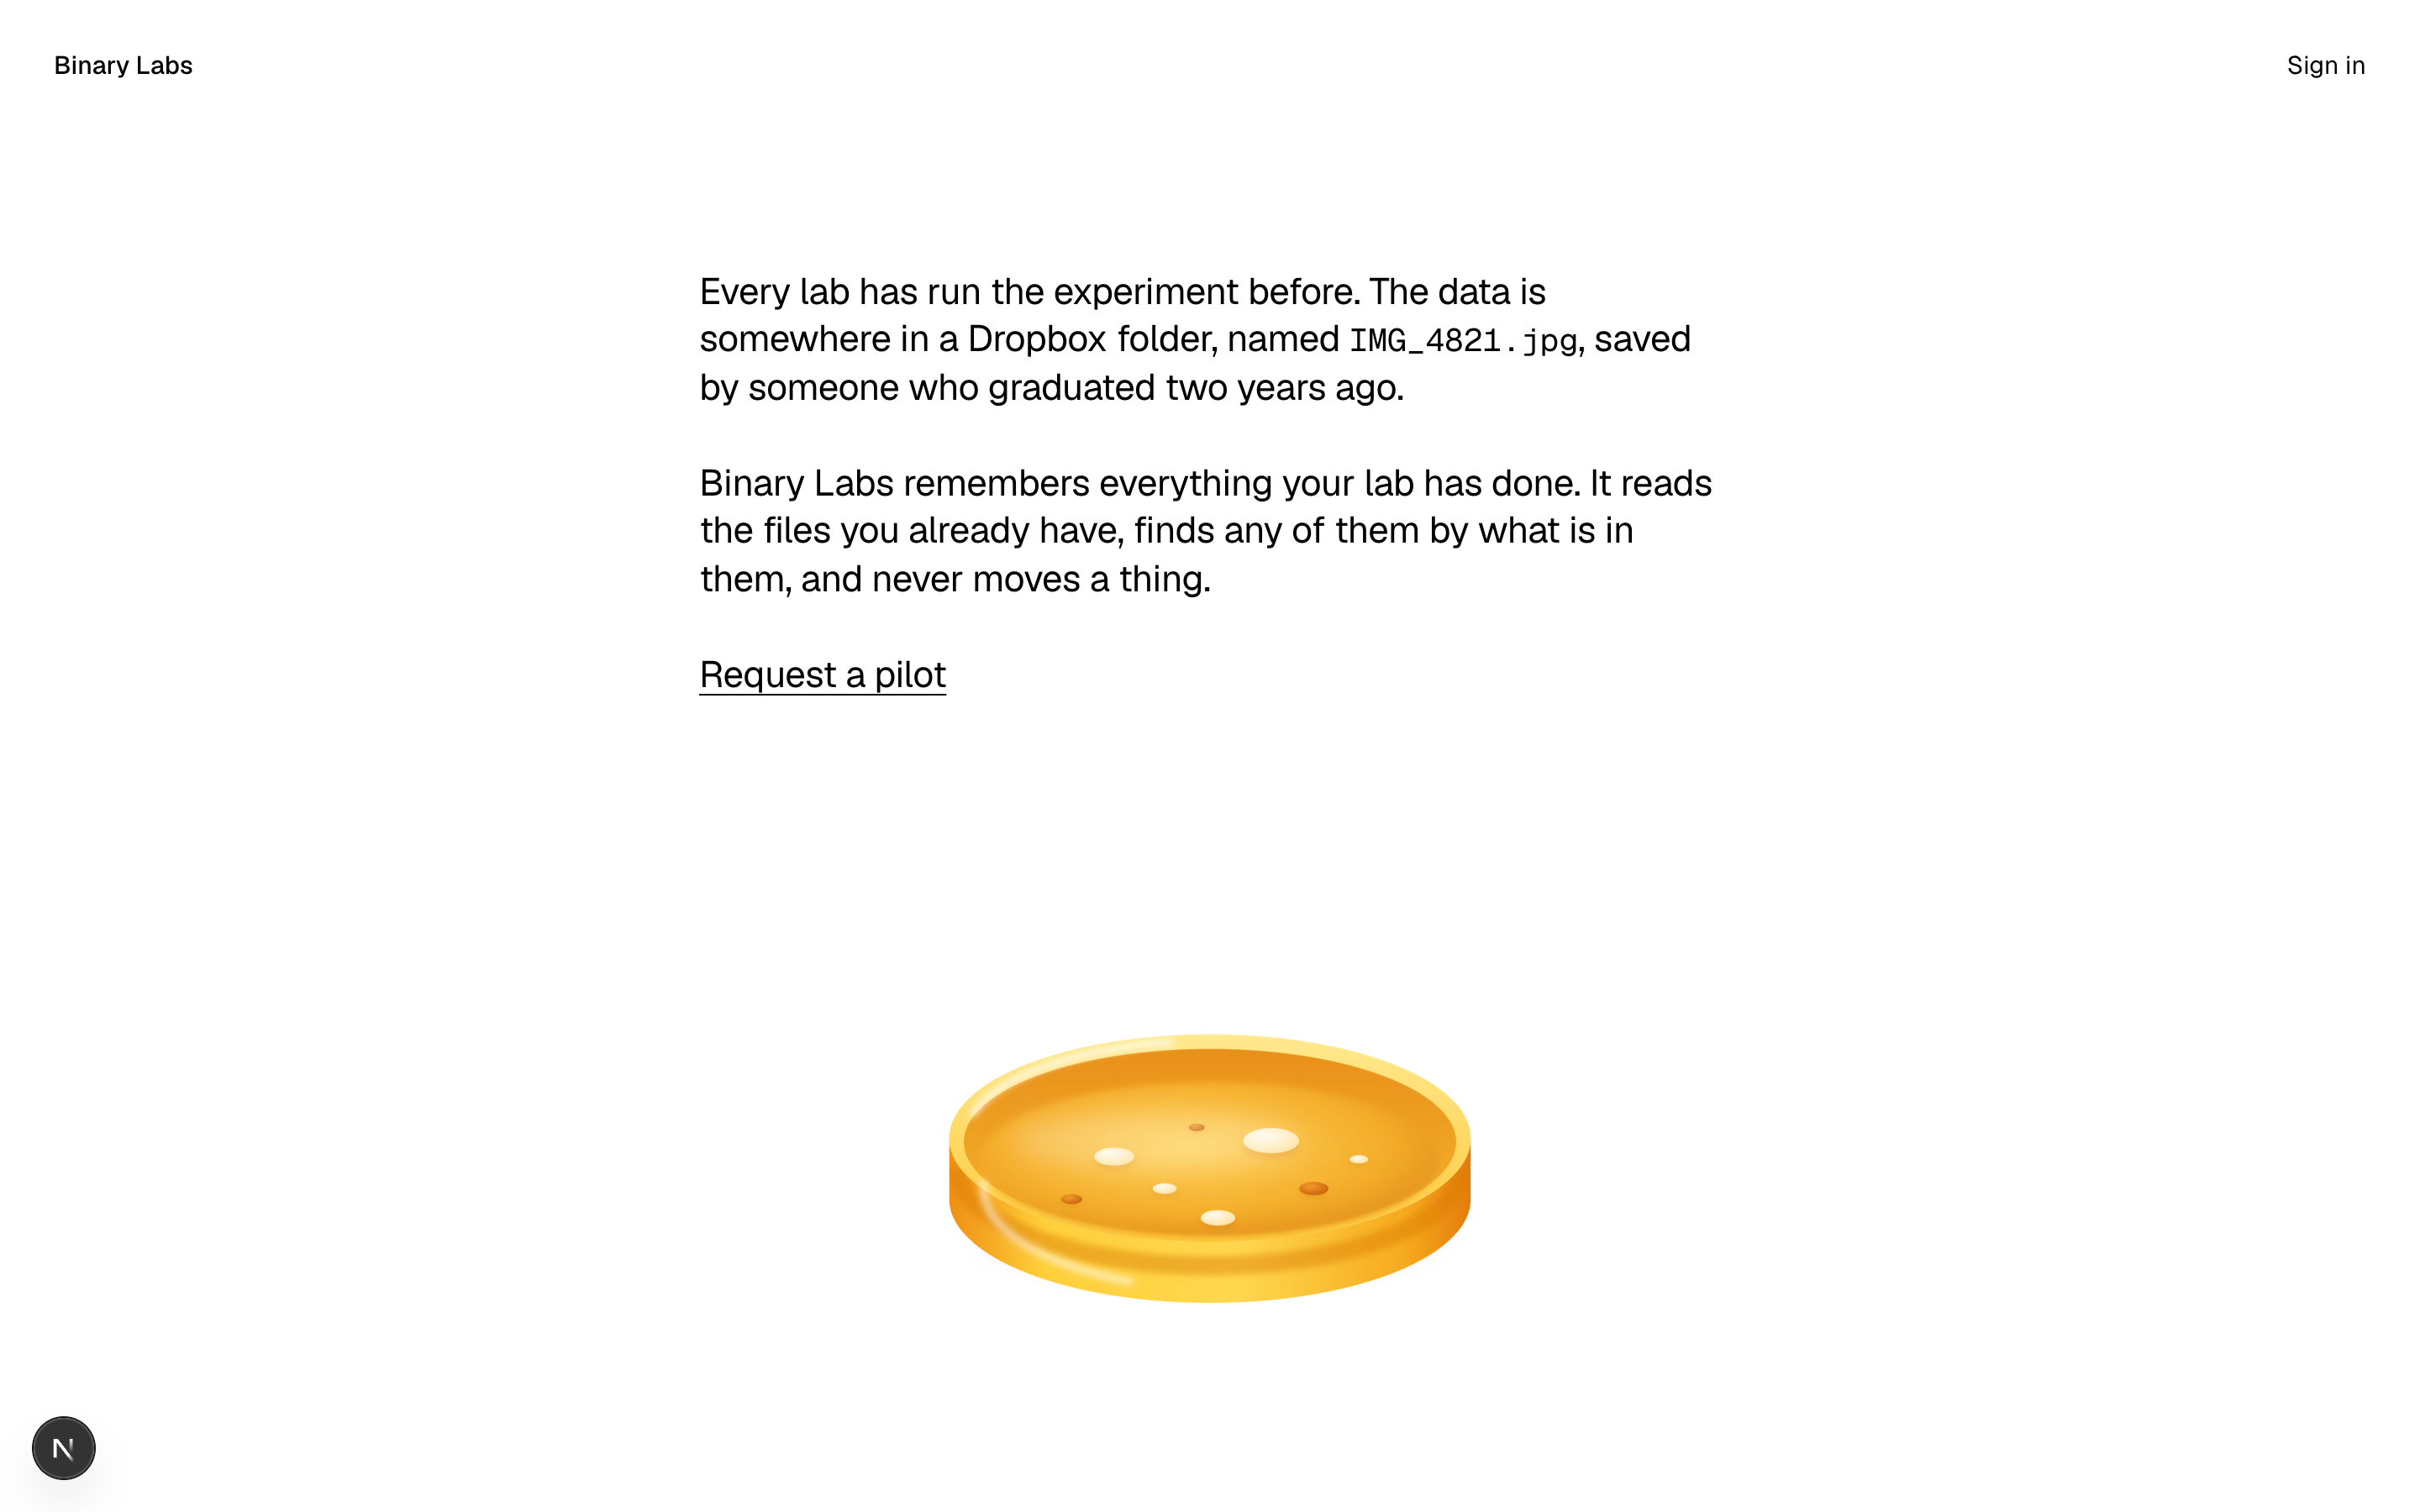 Binary Labs
Sign in
Every lab has run the experiment before. The data is
somewhere in a Dropbox folder, named IMG_4821.jpg, saved
by someone who graduated two years ago.
Binary Labs remembers everything your lab has done. It reads
the files you already have, finds any of them by what is in
them, and never moves a thing.
Request a pilot
N